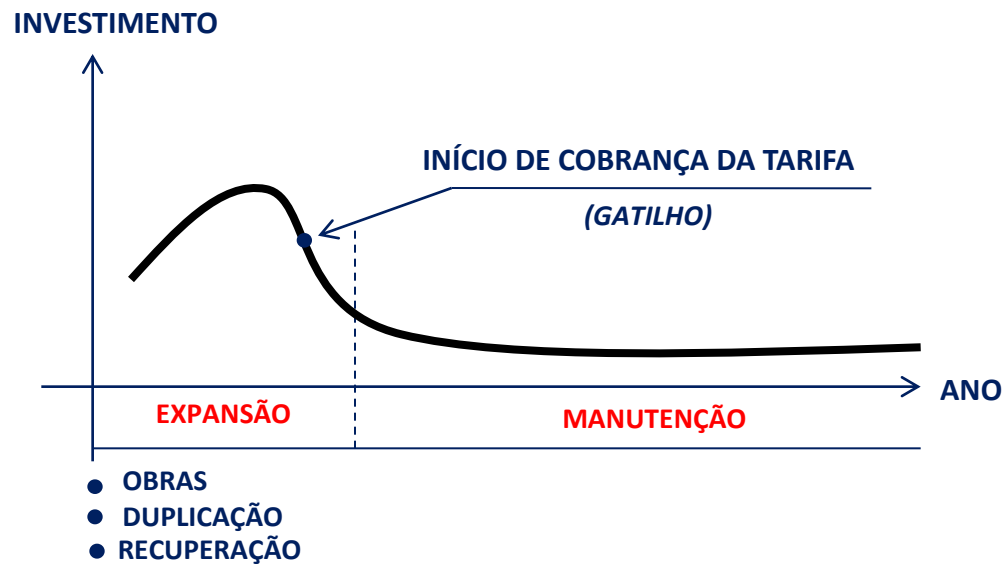 INVESTIMENTO
INÍCIO DE COBRANÇA DA TARIFA
(GATILHO)
ANO
EXPANSÃO
MANUTENÇÃO
OBRAS
DUPLICAÇÃO
RECUPERAÇÃO